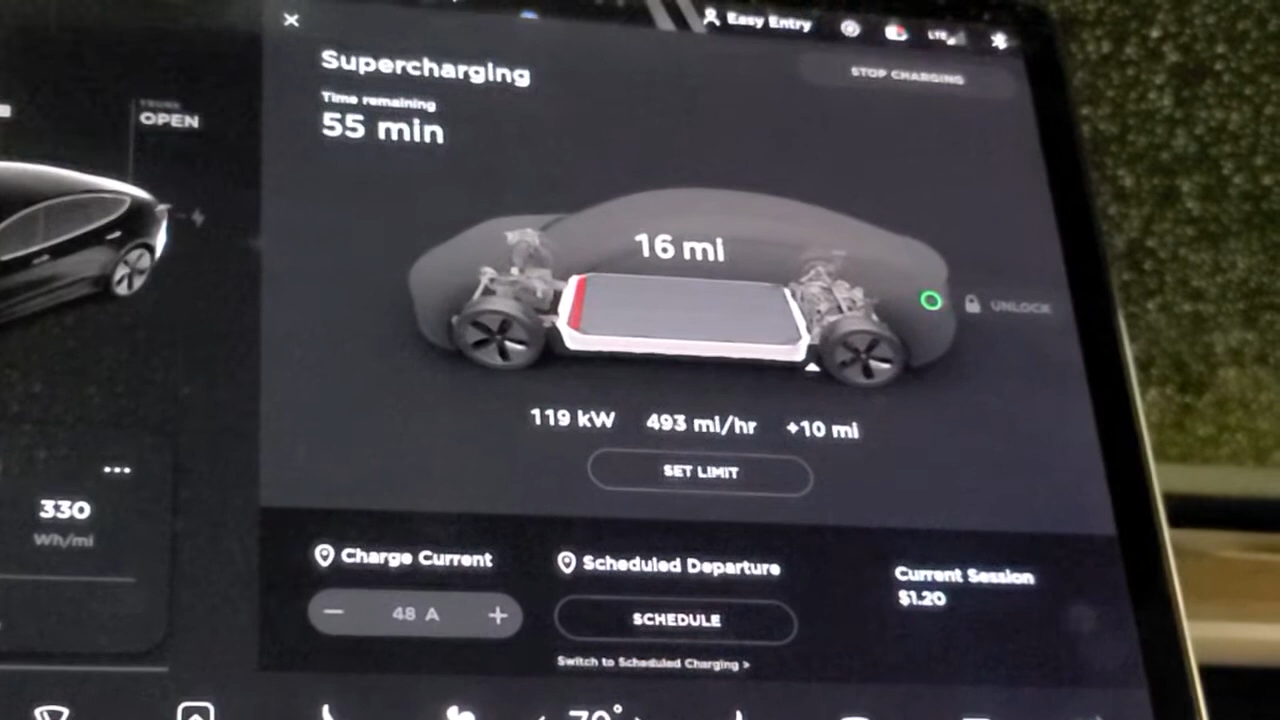 Easy Entry
LTE
Supercharging
STOP CHARGING
Time remaining
55 min
TRUNK
OPEN
16 mi
UNLOCK
119 kW 493 mi/hr +10 mi
SET LIMIT
330
Wh/mi
Charge Current
Scheduled Departure
Current Session
$1.20
48 A
SCHEDULE
Switch to Scheduled Charging >
70°